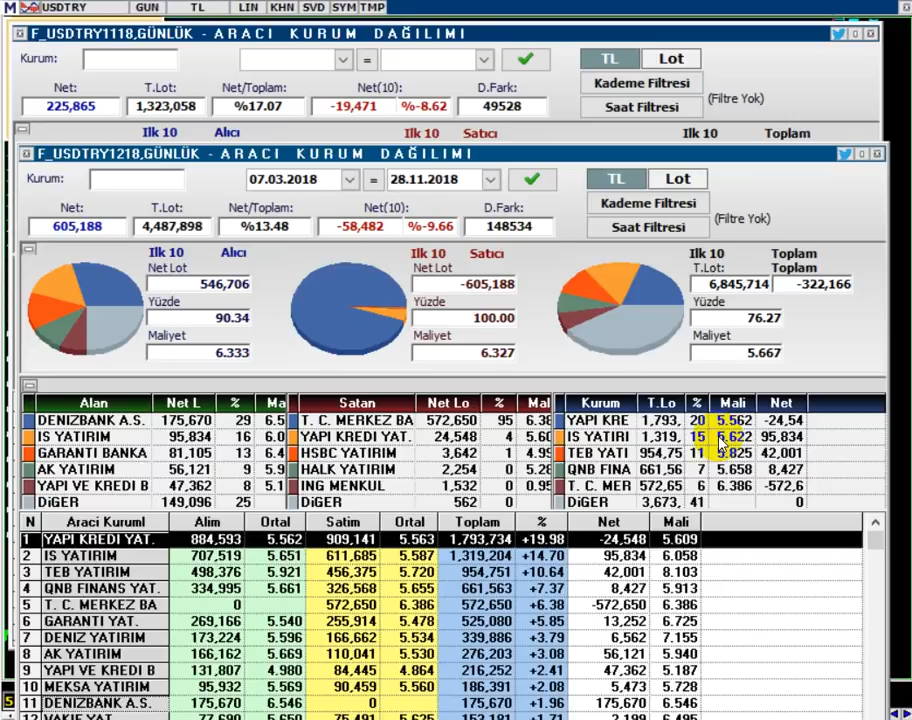 M USDTRY GUN TL LIN KHN SVD SYM TMP
F_USDTRY1118,GÜNLÜK - ARACI KURUM DAĞILIMI
Kurum: = TL Lot
Kademe Filtresi
Net: T.Lot: Net/Toplam: Net(10): D.Fark: (Filtre Yok)
225,865 1,323,058 %17.07 -19,471 %-8.62 49528 Saat Filtresi
Ilk 10 Alıcı Ilk 10 Satıcı Ilk 10 Toplam
F_USDTRY1218,GÜNLÜK - ARACI KURUM DAĞILIMI
Kurum: 07.03.2018 = 28.11.2018 TL Lot
Kademe Filtresi
Net: T.Lot: Net/Toplam: Net(10): D.Fark: (Filtre Yok)
605,188 4,487,898 %13.48 -58,482 %-9.66 148534 Saat Filtresi
Ilk 10 Alıcı Ilk 10 Satıcı Ilk 10 Toplam
Net Lot Net Lot T.Lot: Toplam
546,706 -605,188 6,845,714 -322,166
Yüzde Yüzde Yüzde
90.34 100.00 76.27
Maliyet Maliyet Maliyet
6.333 6.327 5.667
Alan Net L % Ma Satan Net Lo % Mal Kurum T.Lo % Mali Net
DENIZBANK A.S. 175,670 29 6.5 T. C. MERKEZ BA 572,650 95 6.38 YAPI KRE 1,793, 20 5.562 -24,54
IS YATIRIM 95,834 16 6.0 YAPI KREDI YAT. 24,548 4 5.60 IS YATIRI 1,319, 15 5.622 95,834
GARANTI BANKA 81,105 13 6.4 HSBC YATIRIM 3,642 1 4.99 TEB YATI 954,75 11 5.825 42,001
AK YATIRIM 56,121 9 5.9 HALK YATIRIM 2,254 0 5.28 QNB FINA 661,56 7 5.658 8,427
YAPI VE KREDI B 47,362 8 5.1 ING MENKUL 1,532 0 0.95 T. C. MER 572,65 6 6.386 -572,6
DiGER 149,096 25 DiGER 562 0 DiGER 3,673, 41
N Araci Kuruml Alim Ortal Satim Ortal Toplam % Net Mali
1 YAPI KREDI YAT. 884,593 5.562 909,141 5.563 1,793,734 +19.98 -24,548 5.609
2 IS YATIRIM 707,519 5.651 611,685 5.587 1,319,204 +14.70 95,834 6.058
3 TEB YATIRIM 498,376 5.921 456,375 5.720 954,751 +10.64 42,001 8.103
4 QNB FINANS YAT. 334,995 5.661 326,568 5.655 661,563 +7.37 8,427 5.913
5 T. C. MERKEZ BA 0 572,650 6.386 572,650 +6.38 -572,650 6.386
6 GARANTI YAT. 269,166 5.540 255,914 5.478 525,080 +5.85 13,252 6.725
7 DENIZ YATIRIM 173,224 5.596 166,662 5.534 339,886 +3.79 6,562 7.155
8 AK YATIRIM 166,162 5.669 110,041 5.530 276,203 +3.08 56,121 5.940
9 YAPI VE KREDI B 131,807 4.980 84,445 4.864 216,252 +2.41 47,362 5.187
10 MEKSA YATIRIM 95,932 5.569 90,459 5.560 186,391 +2.08 5,473 5.728
11 DENIZBANK A.S. 175,670 6.546 0 175,670 +1.96 175,670 6.546